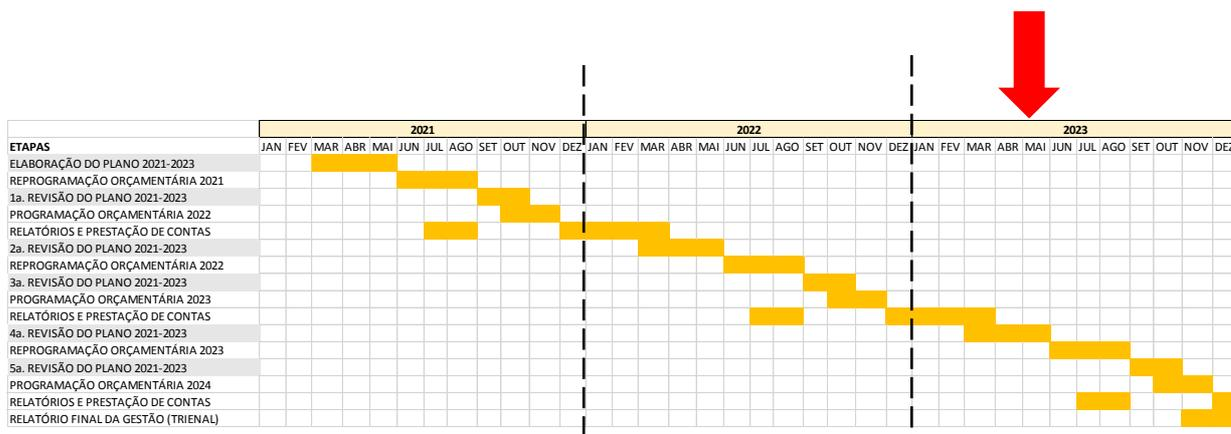 2021 2022 2023
ETAPAS JAN FEV MAR ABR MAI JUN JUL AGO SET OUT NOV DEZ JAN FEV MAR ABR MAI JUN JUL AGO SET OUT NOV DEZ JAN FEV MAR ABR MAI JUN JUL AGO SET OUT NOV DEZ
ELABORAÇÃO DO PLANO 2021-2023
REPROGRAMAÇÃO ORÇAMENTÁRIA 2021
1a. REVISÃO DO PLANO 2021-2023
PROGRAMAÇÃO ORÇAMENTÁRIA 2022
RELATÓRIOS E PRESTAÇÃO DE CONTAS
2a. REVISÃO DO PLANO 2021-2023
REPROGRAMAÇÃO ORÇAMENTÁRIA 2022
3a. REVISÃO DO PLANO 2021-2023
PROGRAMAÇÃO ORÇAMENTÁRIA 2023
RELATÓRIOS E PRESTAÇÃO DE CONTAS
4a. REVISÃO DO PLANO 2021-2023
REPROGRAMAÇÃO ORÇAMENTÁRIA 2023
5a. REVISÃO DO PLANO 2021-2023
PROGRAMAÇÃO ORÇAMENTÁRIA 2024
RELATÓRIOS E PRESTAÇÃO DE CONTAS
RELATÓRIO FINAL DA GESTÃO (TRIENAL)